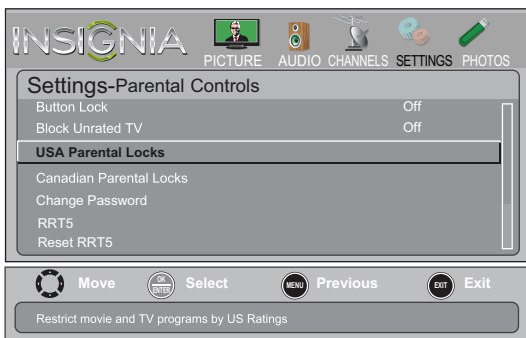 INSIGNIA
PICTURE AUDIO CHANNELS SETTINGS PHOTOS
Settings-Parental Controls
Button Lock Off
Block Unrated TV Off
USA Parental Locks
Canadian Parental Locks
Change Password
RRT5
Reset RRT5
Move OK ENTER Select MENU Previous EXIT Exit
Restrict movie and TV programs by US Ratings